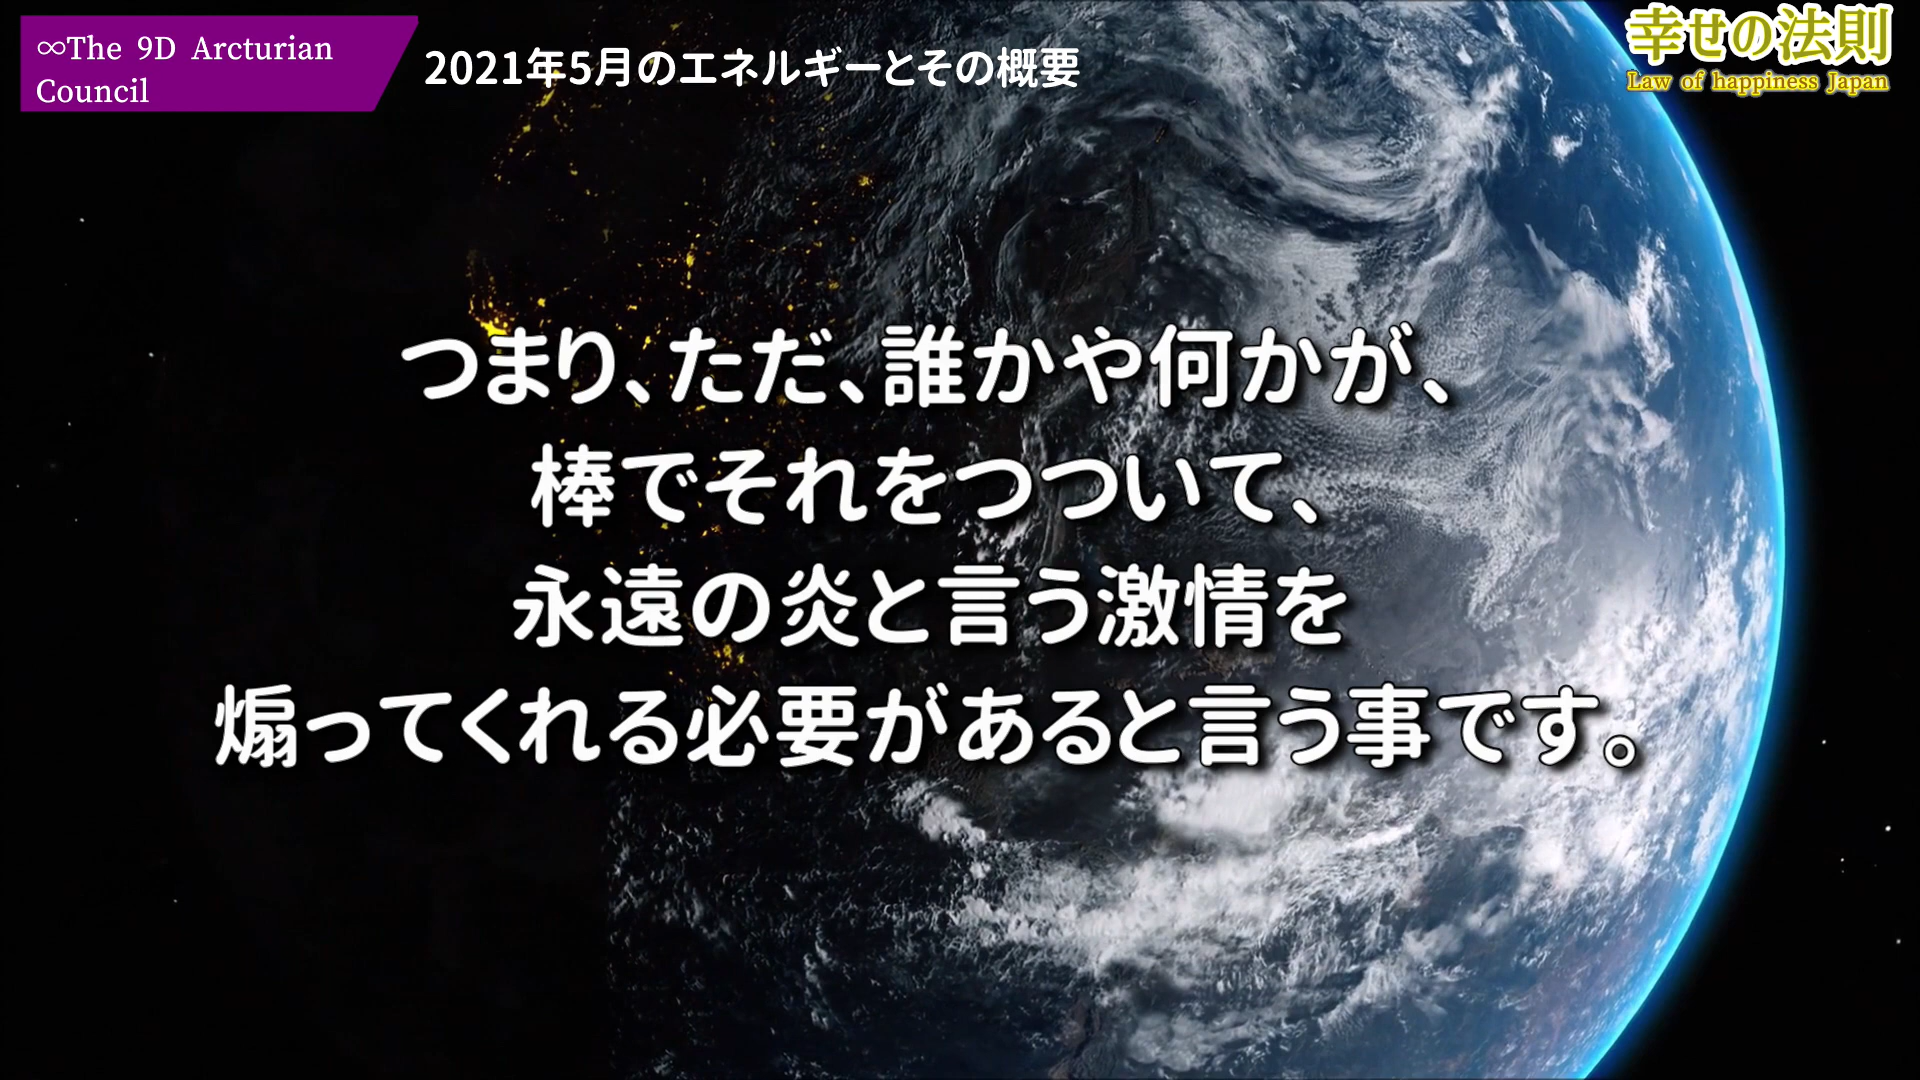 ∞The 9D Arcturian
Council
2021年5月のエネルギーとその概要
幸せの法則
Law of happiness Japan
つまり、ただ、誰かや何かが、
棒でそれをつついて、
永遠の炎と言う激情を
煽ってくれる必要があると言う事です。